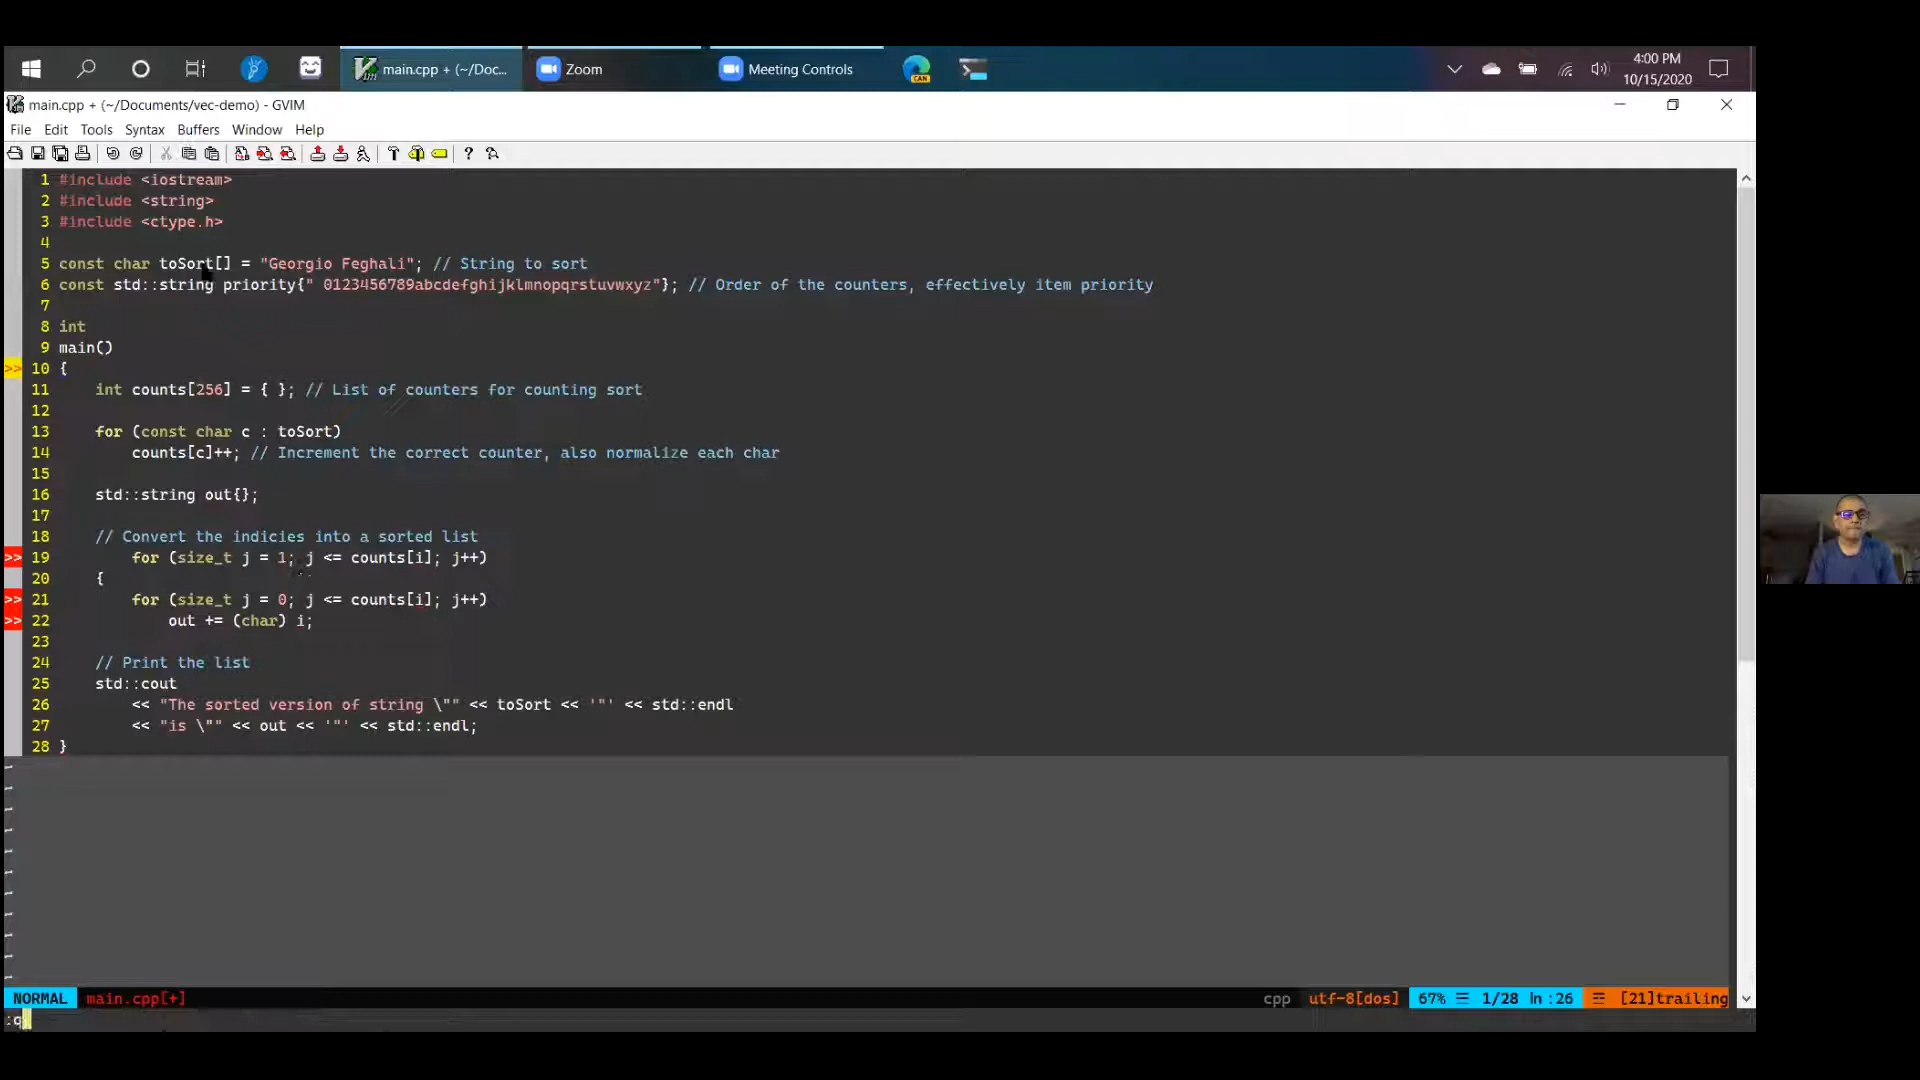 main.cpp + (~/Doc...
Zoom
Meeting Controls
CAN
4:00 PM
10/15/2020
main.cpp + (~/Documents/vec-demo) - GVIM
File Edit Tools Syntax Buffers Window Help
1 #include <iostream>
2 #include <string>
3 #include <ctype.h>
4
5 const char toSort[] = "Georgio Feghali"; // String to sort
6 const std::string priority{" 0123456789abcdefghijklmnopqrstuvwxyz"}; // Order of the counters, effectively item priority
7
8 int
9 main()
>> 10 {
11     int counts[256] = { }; // List of counters for counting sort
12
13     for (const char c : toSort)
14         counts[c]++; // Increment the correct counter, also normalize each char
15
16     std::string out{};
17
18     // Convert the indicies into a sorted list
>> 19         for (size_t j = 1; j <= counts[i]; j++)
20     {
>> 21         for (size_t j = 0; j <= counts[i]; j++)
>> 22             out += (char) i;
23
24     // Print the list
25     std::cout
26         << "The sorted version of string \"" << toSort << '"' << std::endl
27         << "is \"" << out << '"' << std::endl;
28 }
NORMAL main.cpp[+] cpp utf-8[dos] 67% ☰ 1/28 ln :26 ☲ [21]trailing
:q